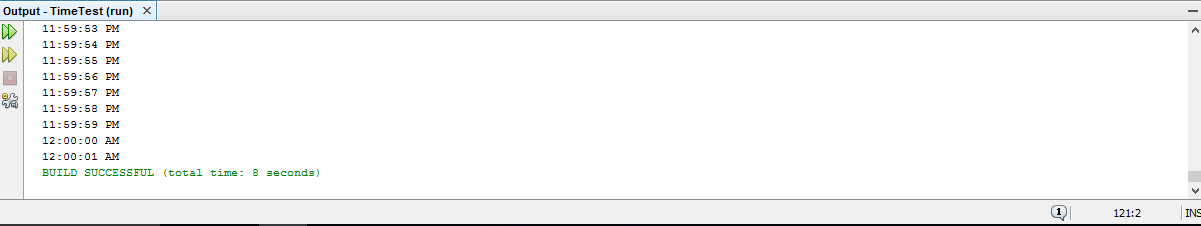 Output - TimeTest (run)
11:59:53 PM
11:59:54 PM
11:59:55 PM
11:59:56 PM
11:59:57 PM
11:59:58 PM
11:59:59 PM
12:00:00 AM
12:00:01 AM
BUILD SUCCESSFUL (total time: 8 seconds)
1
121:2
INS